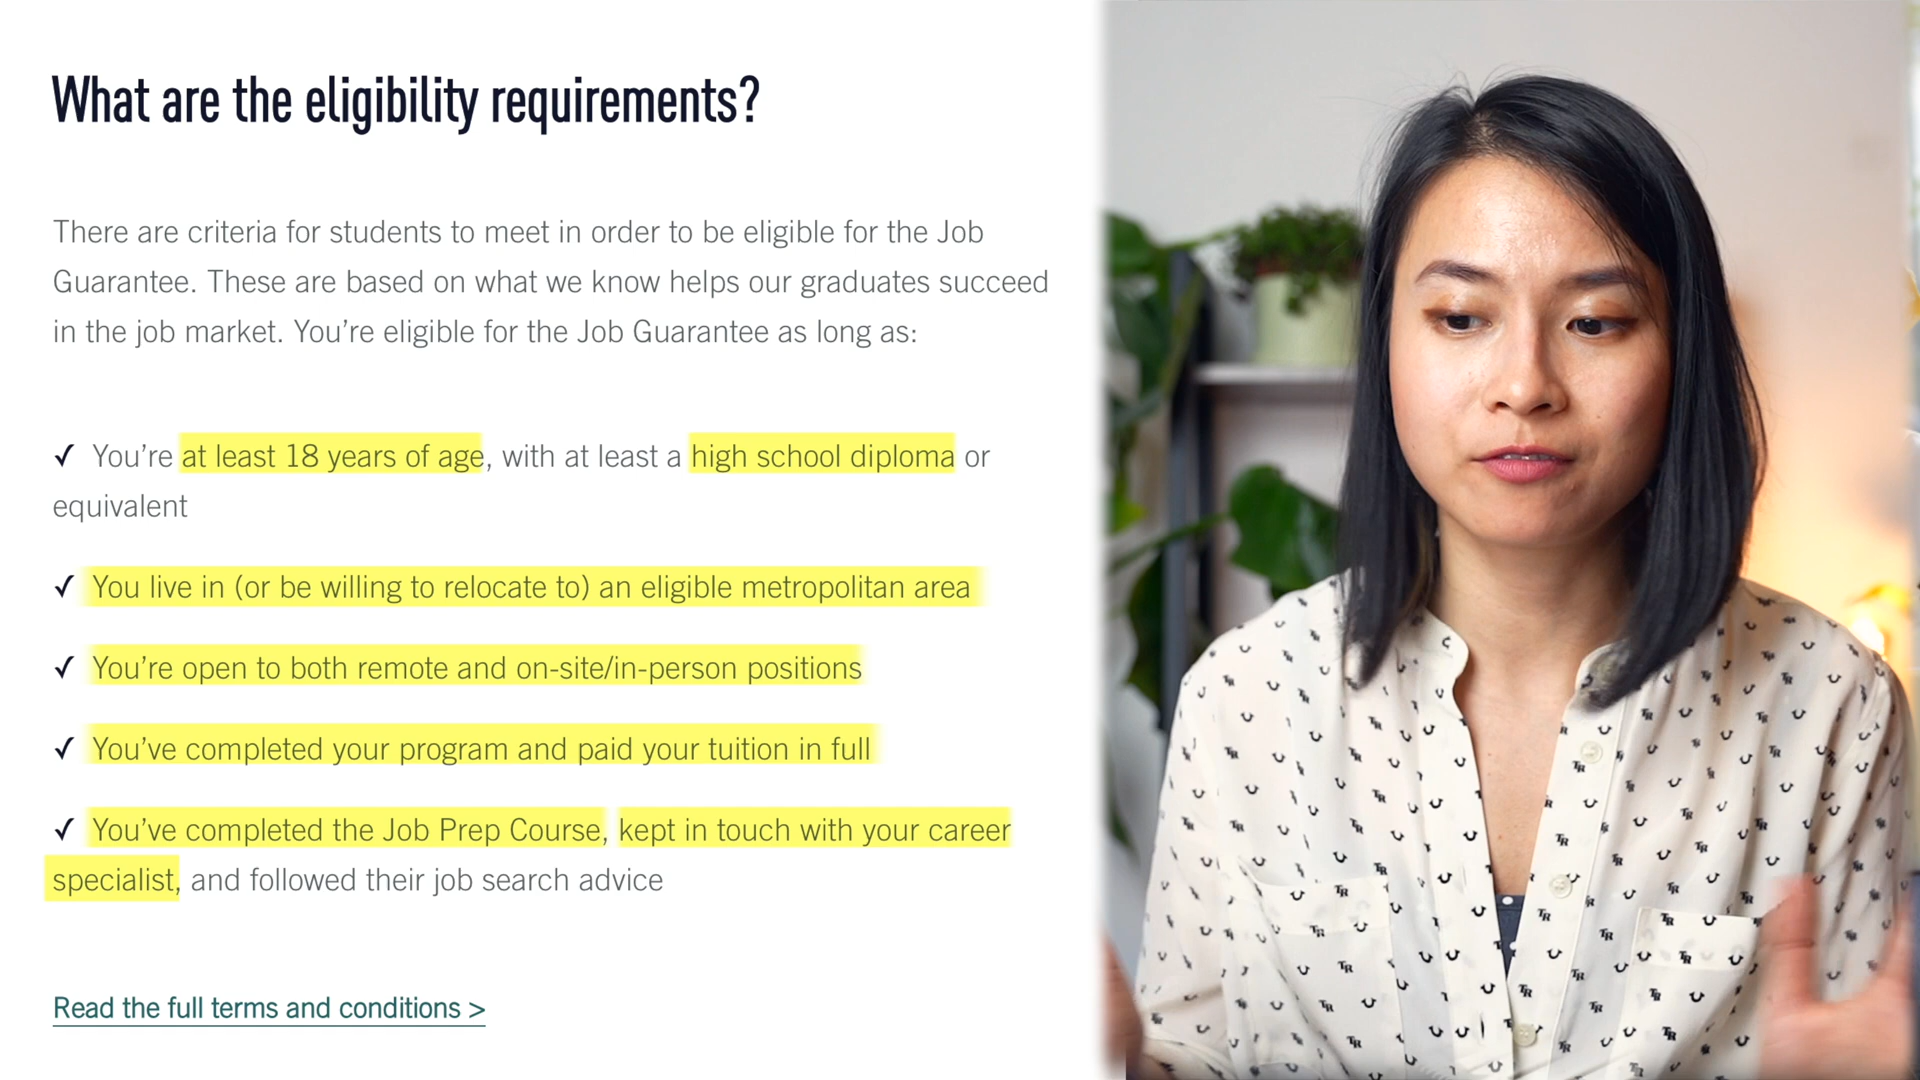 What are the eligibility requirements?
There are criteria for students to meet in order to be eligible for the Job
Guarantee. These are based on what we know helps our graduates succeed
in the job market. You’re eligible for the Job Guarantee as long as:
✓ You’re at least 18 years of age, with at least a high school diploma or
equivalent
✓ You live in (or be willing to relocate to) an eligible metropolitan area
✓ You’re open to both remote and on-site/in-person positions
✓ You’ve completed your program and paid your tuition in full
✓ You’ve completed the Job Prep Course, kept in touch with your career
specialist, and followed their job search advice
Read the full terms and conditions >